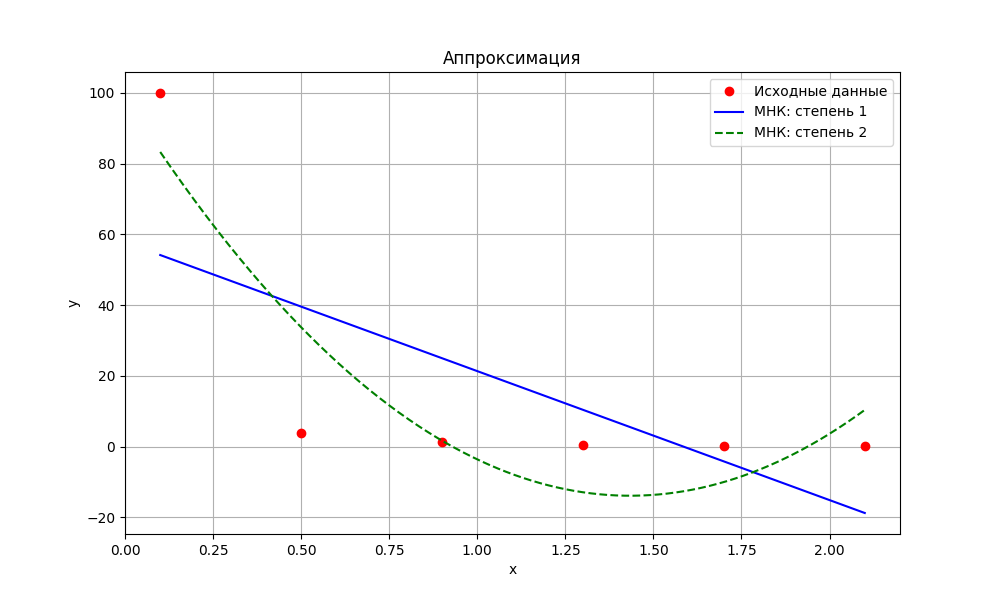 Аппроксимация
Исходные данные
МНК: степень 1
МНК: степень 2
100
80
60
40
20
0
−20
y
0.00 0.25 0.50 0.75 1.00 1.25 1.50 1.75 2.00
x